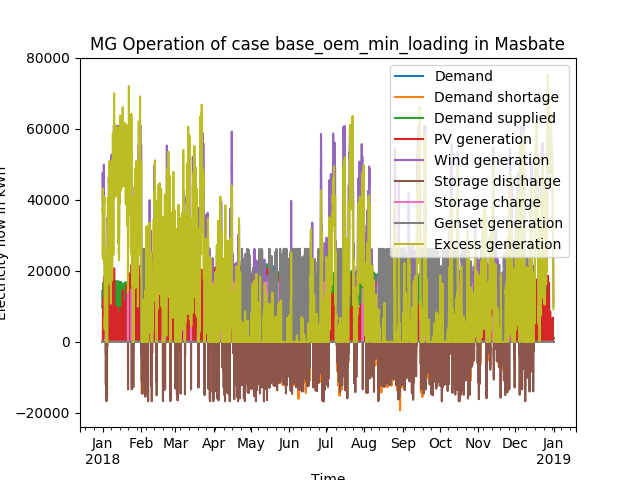 MG Operation of case base_oem_min_loading in Masbate
80000
60000
40000
20000
0
−20000
Electricity flow in kWh
Demand
Demand shortage
Demand supplied
PV generation
Wind generation
Storage discharge
Storage charge
Genset generation
Excess generation
Jan Feb Mar Apr May Jun Jul Aug Sep Oct Nov Dec Jan
2018 2019
Time